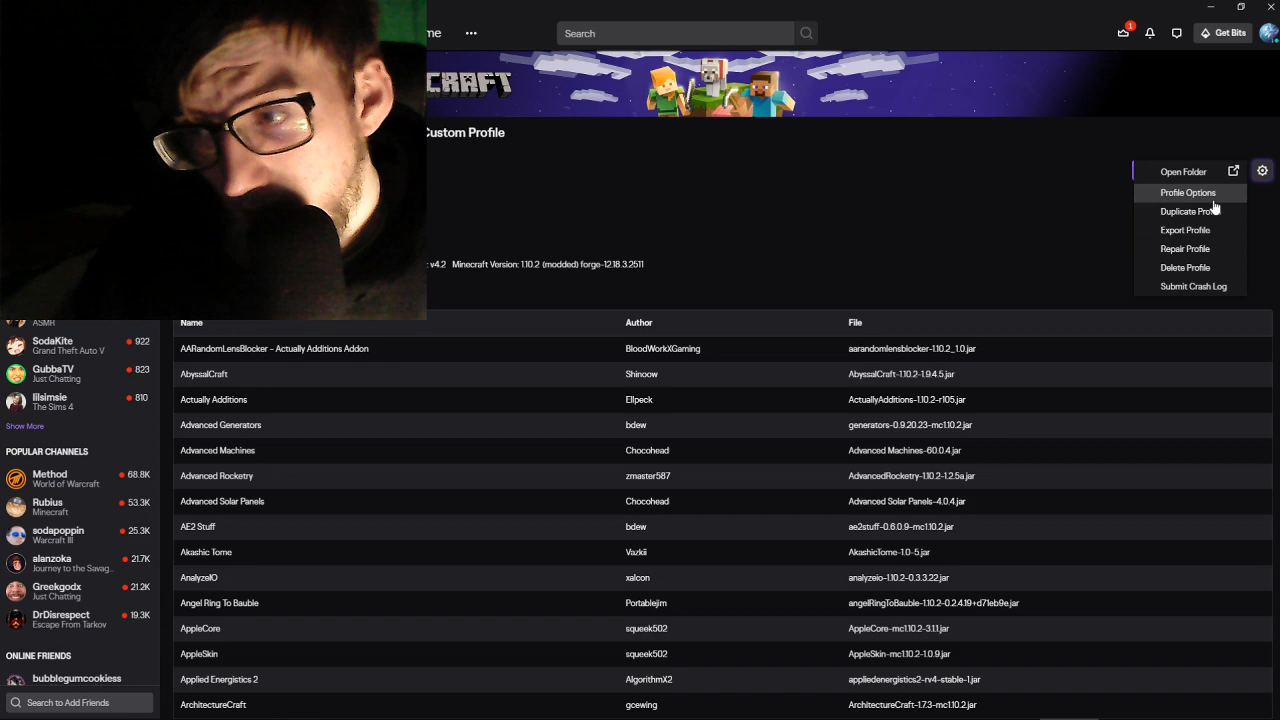 me
Search
1
Get Bits
CRAFT
Custom Profile
Open Folder
Profile Options
Duplicate Profile
Export Profile
Repair Profile
Delete Profile
Submit Crash Log
: v4.2 Minecraft Version: 1.10.2 (modded) forge-12.18.3.2511
ASMR
SodaKite 922
Grand Theft Auto V
GubbaTV 823
Just Chatting
lilsimsie 810
The Sims 4
Show More
POPULAR CHANNELS
Method 68.8K
World of Warcraft
Rubius 53.3K
Minecraft
sodapoppin 25.3K
Warcraft III
alanzoka 21.7K
Journey to the Savag...
Greekgodx 21.2K
Just Chatting
DrDisrespect 19.3K
Escape From Tarkov
ONLINE FRIENDS
bubblegumcookiess
Search to Add Friends
Name Author File
AARandomLensBlocker - Actually Additions Addon BloodWorkXGaming aarandomlensblocker-1.10.2_1.0.jar
AbyssalCraft Shinoow AbyssalCraft-1.10.2-1.9.4.5.jar
Actually Additions Ellpeck ActuallyAdditions-1.10.2-r105.jar
Advanced Generators bdew generators-0.9.20.23-mc1.10.2.jar
Advanced Machines Chocohead Advanced Machines-60.0.4.jar
Advanced Rocketry zmaster587 AdvancedRocketry-1.10.2-1.2.5a.jar
Advanced Solar Panels Chocohead Advanced Solar Panels-4.0.4.jar
AE2 Stuff bdew ae2stuff-0.6.0.9-mc1.10.2.jar
Akashic Tome Vazkii AkashicTome-1.0-5.jar
AnalyzeIO xalcon analyzeio-1.10.2-0.3.3.22.jar
Angel Ring To Bauble Portablejim angelRingToBauble-1.10.2-0.2.4.19+d71eb9e.jar
AppleCore squeek502 AppleCore-mc1.10.2-3.1.1.jar
AppleSkin squeek502 AppleSkin-mc1.10.2-1.0.9.jar
Applied Energistics 2 AlgorithmX2 appliedenergistics2-rv4-stable-1.jar
ArchitectureCraft gcewing ArchitectureCraft-1.7.3-mc1.10.2.jar